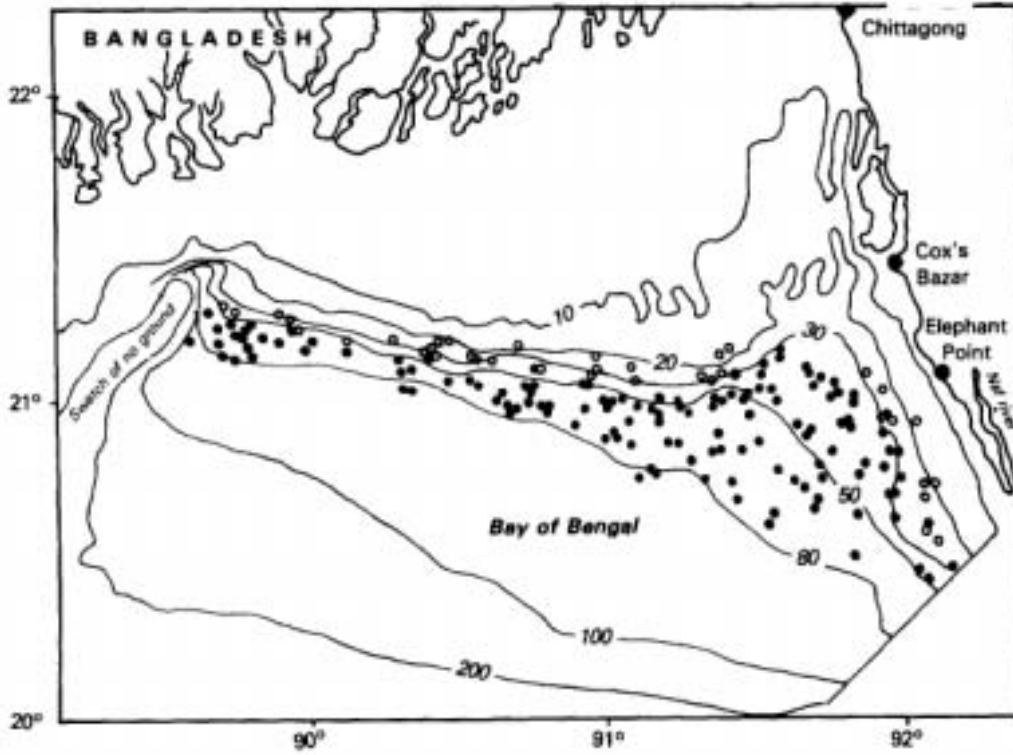 BANGLADESH
Chittagong
22°
Cox's
Bazar
10
Elephant
Point
30
20
Swatch of no ground
Naf river
21°
50
Bay of Bengal
80
100
200
20°
90°
91°
92°